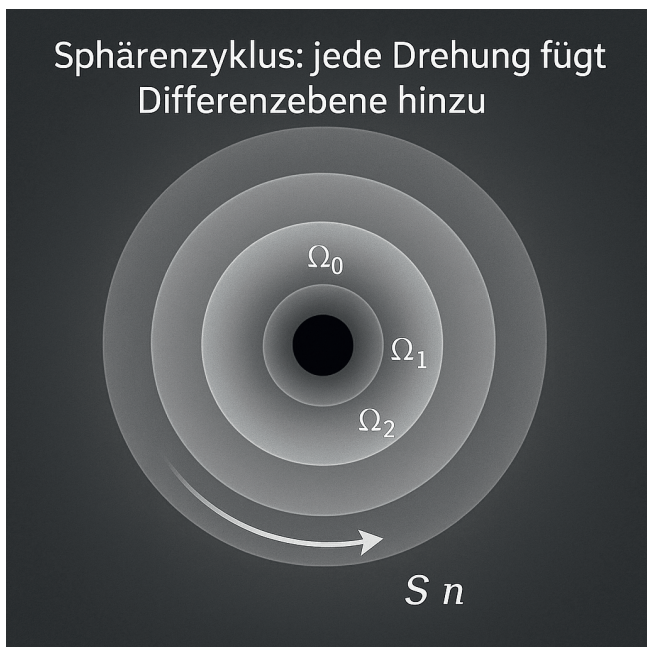 Sphärenzyklus: jede Drehung fügt
Differenzebene hinzu
Ω₀
Ω₁
Ω₂
S n